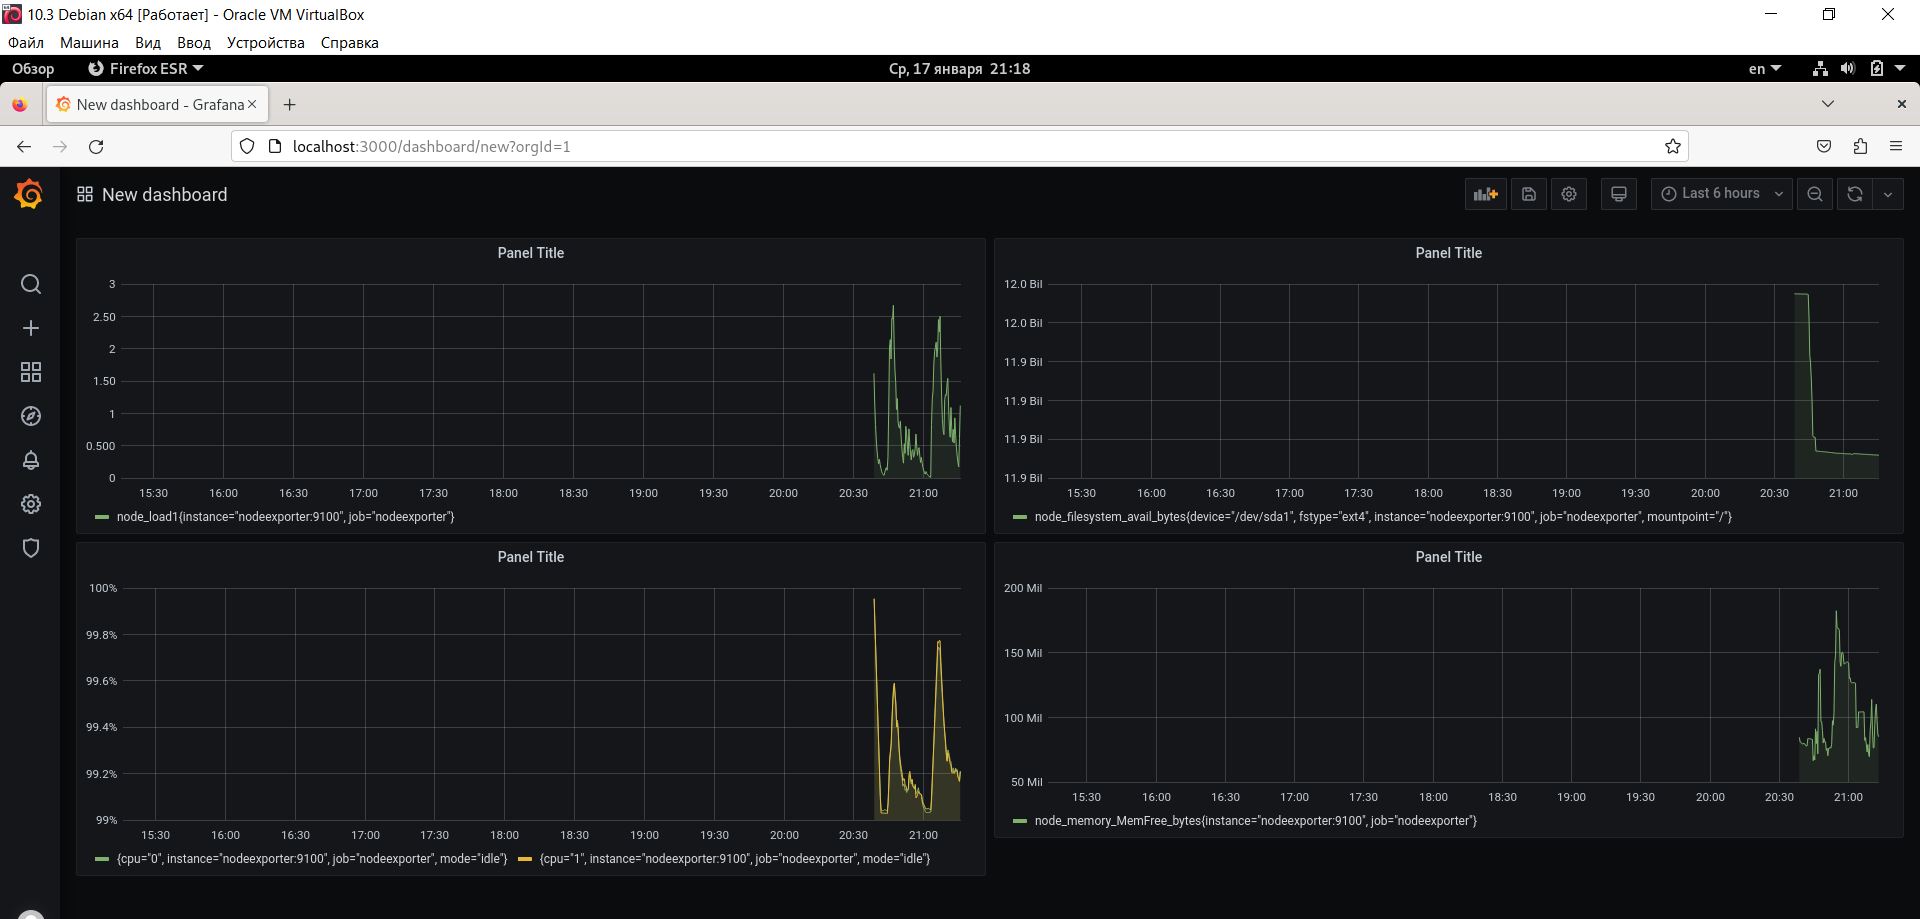 10.3 Debian x64 [Работает] - Oracle VM VirtualBox
Файл Машина Вид Ввод Устройства Справка
Обзор Firefox ESR Ср, 17 января 21:18 en
New dashboard - Grafana
localhost:3000/dashboard/new?orgId=1
New dashboard Last 6 hours
Panel Title
3
2.50
2
1.50
1
0.500
0
15:30 16:00 16:30 17:00 17:30 18:00 18:30 19:00 19:30 20:00 20:30 21:00
node_load1{instance="nodeexporter:9100", job="nodeexporter"}
Panel Title
12.0 Bil
12.0 Bil
11.9 Bil
11.9 Bil
11.9 Bil
11.9 Bil
15:30 16:00 16:30 17:00 17:30 18:00 18:30 19:00 19:30 20:00 20:30 21:00
node_filesystem_avail_bytes{device="/dev/sda1", fstype="ext4", instance="nodeexporter:9100", job="nodeexporter", mountpoint="/"}
Panel Title
100%
99.8%
99.6%
99.4%
99.2%
99%
15:30 16:00 16:30 17:00 17:30 18:00 18:30 19:00 19:30 20:00 20:30 21:00
{cpu="0", instance="nodeexporter:9100", job="nodeexporter", mode="idle"} {cpu="1", instance="nodeexporter:9100", job="nodeexporter", mode="idle"}
Panel Title
200 Mil
150 Mil
100 Mil
50 Mil
15:30 16:00 16:30 17:00 17:30 18:00 18:30 19:00 19:30 20:00 20:30 21:00
node_memory_MemFree_bytes{instance="nodeexporter:9100", job="nodeexporter"}